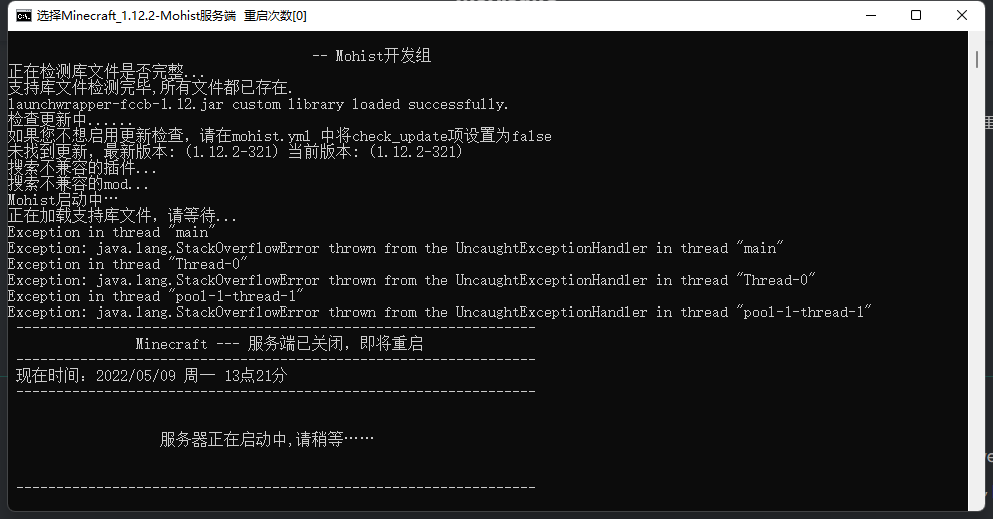 选择Minecraft_1.12.2-Mohist服务端 重启次数[0]
-- Mohist开发组
正在检测库文件是否完整...
支持库文件检测完毕,所有文件都已存在.
launchwrapper-fccb-1.12.jar custom library loaded successfully.
检查更新中......
如果您不想启用更新检查, 请在mohist.yml 中将check_update项设置为false
未找到更新, 最新版本: (1.12.2-321) 当前版本: (1.12.2-321)
搜索不兼容的插件...
搜索不兼容的mod...
Mohist启动中…
正在加载支持库文件, 请等待...
Exception in thread "main"
Exception: java.lang.StackOverflowError thrown from the UncaughtExceptionHandler in thread "main"
Exception in thread "Thread-0"
Exception: java.lang.StackOverflowError thrown from the UncaughtExceptionHandler in thread "Thread-0"
Exception in thread "pool-1-thread-1"
Exception: java.lang.StackOverflowError thrown from the UncaughtExceptionHandler in thread "pool-1-thread-1"
Minecraft --- 服务端已关闭, 即将重启
现在时间: 2022/05/09 周一 13点21分
服务器正在启动中,请稍等……